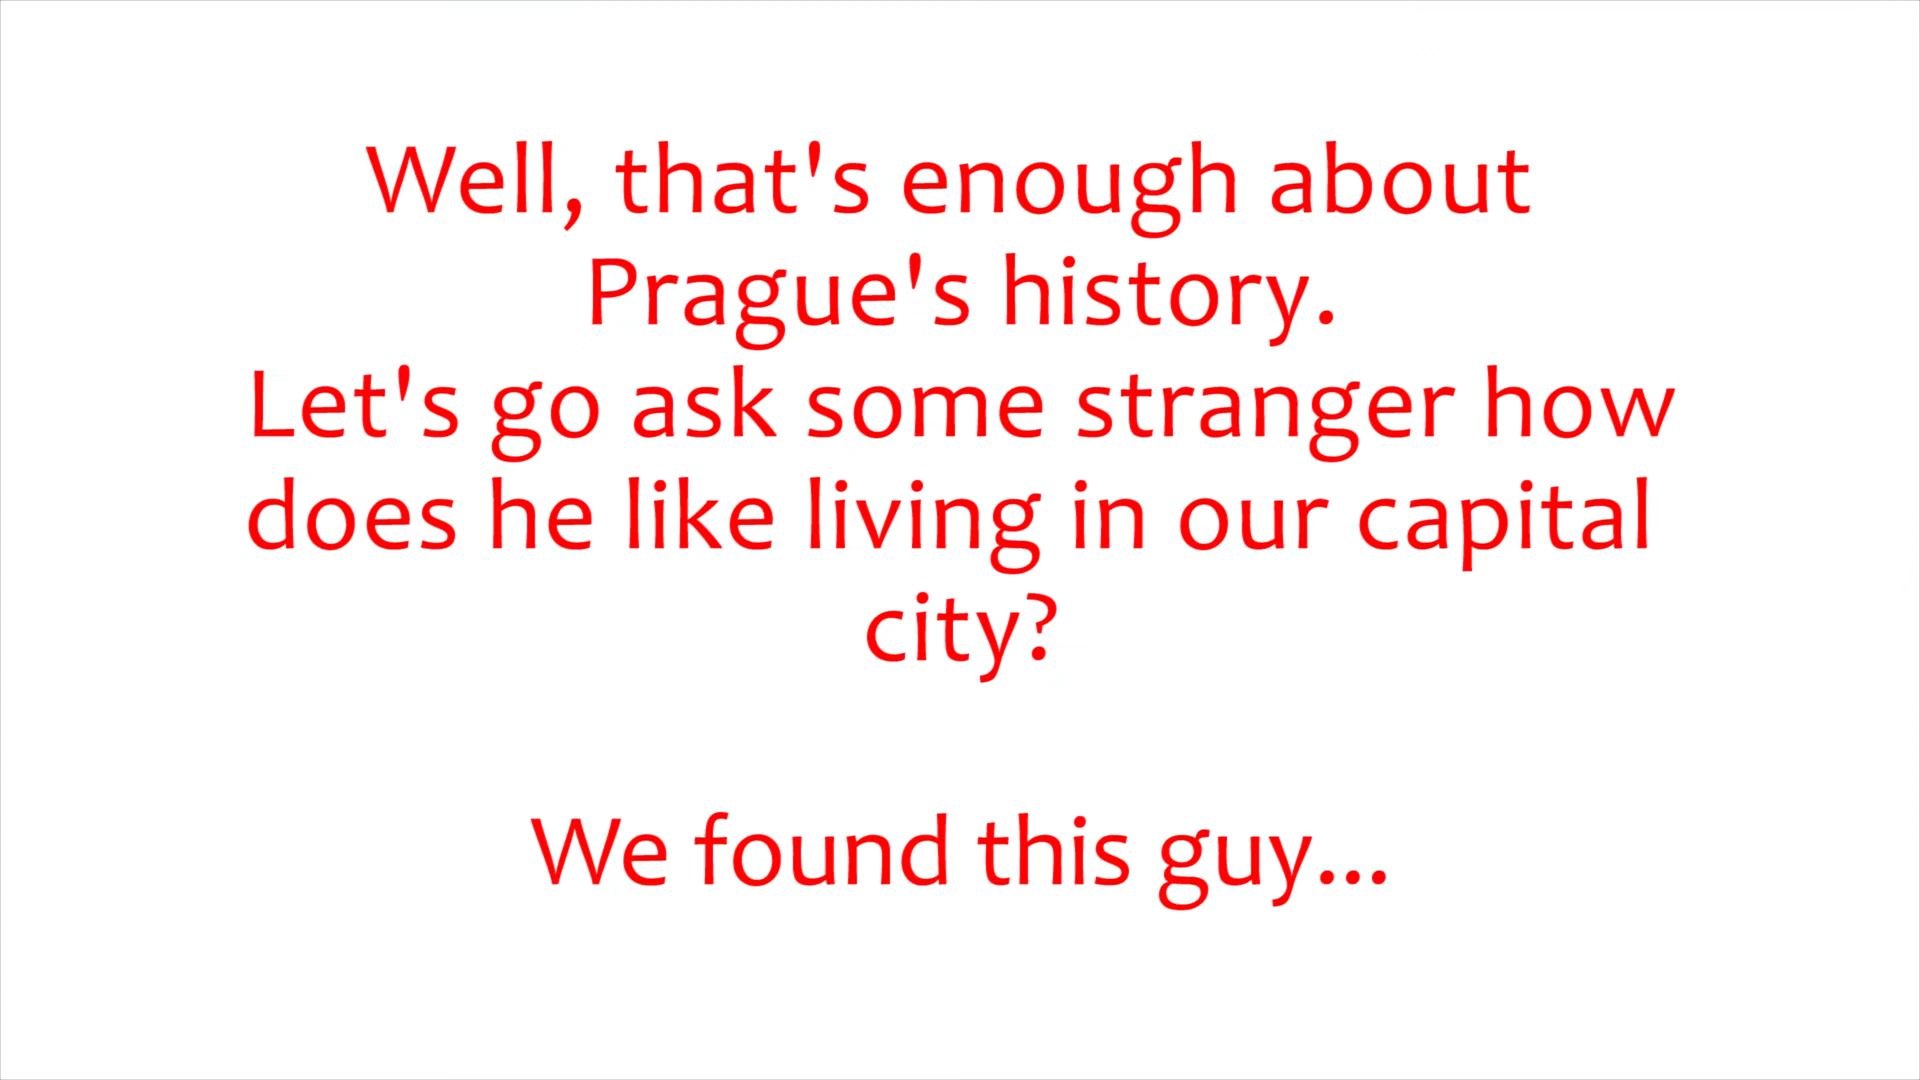 Well, that's enough about
Prague's history.
Let's go ask some stranger how
does he like living in our capital
city?
We found this guy...